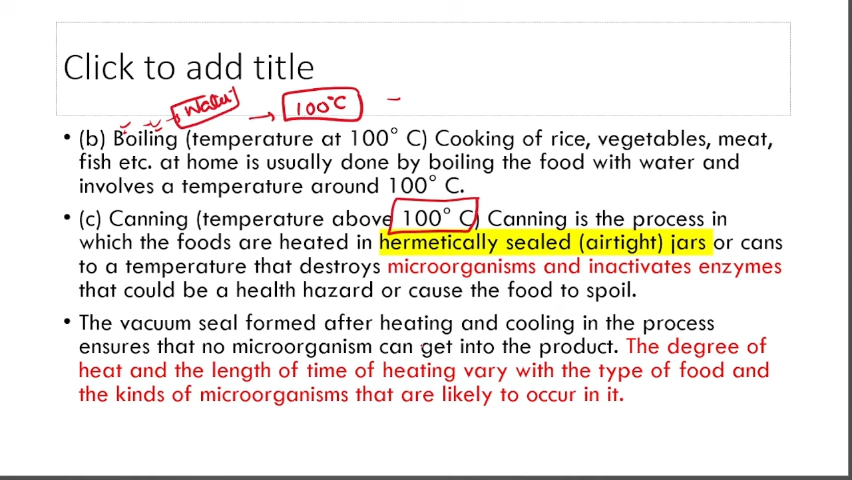 Click to add title
Water → 100°C –
• (b) Boiling (temperature at 100° C) Cooking of rice, vegetables, meat,
fish etc. at home is usually done by boiling the food with water and
involves a temperature around 100° C.
• (c) Canning (temperature above 100° C) Canning is the process in
which the foods are heated in hermetically sealed (airtight) jars or cans
to a temperature that destroys microorganisms and inactivates enzymes
that could be a health hazard or cause the food to spoil.
• The vacuum seal formed after heating and cooling in the process
ensures that no microorganism can get into the product. The degree of
heat and the length of time of heating vary with the type of food and
the kinds of microorganisms that are likely to occur in it.